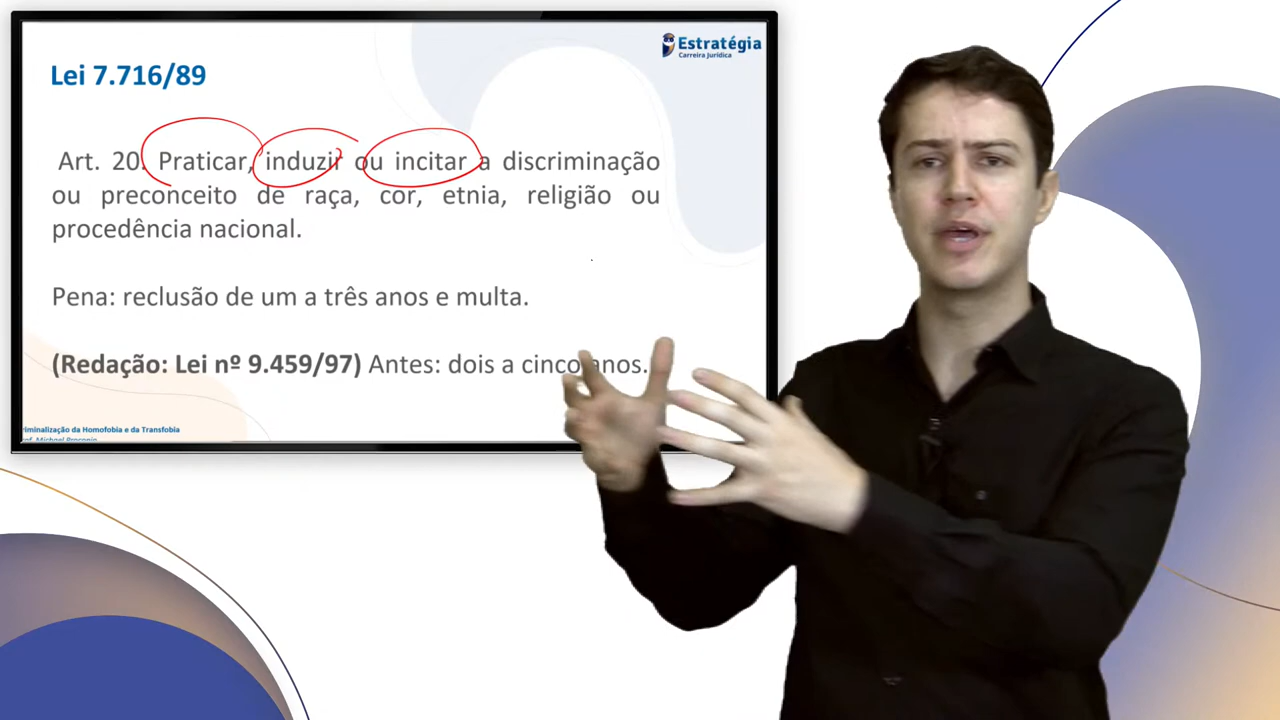 Estratégia
Carreira Jurídica
Lei 7.716/89
Art. 20. Praticar, induzir ou incitar a discriminação
ou preconceito de raça, cor, etnia, religião ou
procedência nacional.
Pena: reclusão de um a três anos e multa.
(Redação: Lei nº 9.459/97) Antes: dois a cinco anos.
riminalização da Homofobia e da Transfobia